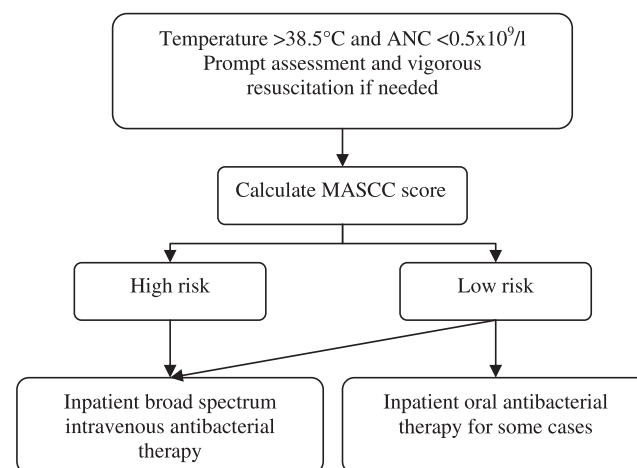 Temperature >38.5°C and ANC <0.5x10⁹/l
Prompt assessment and vigorous
resuscitation if needed
Calculate MASCC score
High risk
Low risk
Inpatient broad spectrum
intravenous antibacterial
therapy
Inpatient oral antibacterial
therapy for some cases